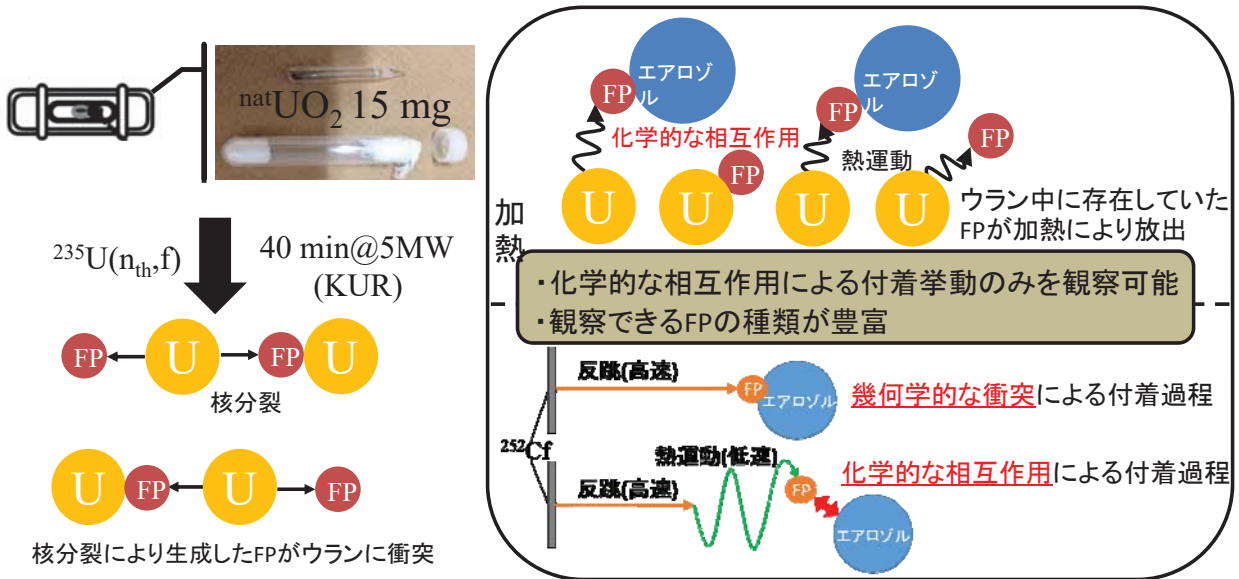 natUO2 15 mg
235U(nth,f)
40 min@5MW
(KUR)
FP
U
FP
U
核分裂
U
FP
U
FP
核分裂により生成したFPがウランに衝突
加熱
エアロゾ
ル
FP
エアロゾ
ル
FP
FP
化学的な相互作用
熱運動
FP
U
U
U
U
ウラン中に存在していた
FPが加熱により放出
・化学的な相互作用による付着挙動のみを観察可能
・観察できるFPの種類が豊富
反跳(高速)
FP
エアロゾル
幾何学的な衝突による付着過程
252Cf
熱運動(低速)
反跳(高速)
FP
化学的な相互作用による付着過程
エアロゾル